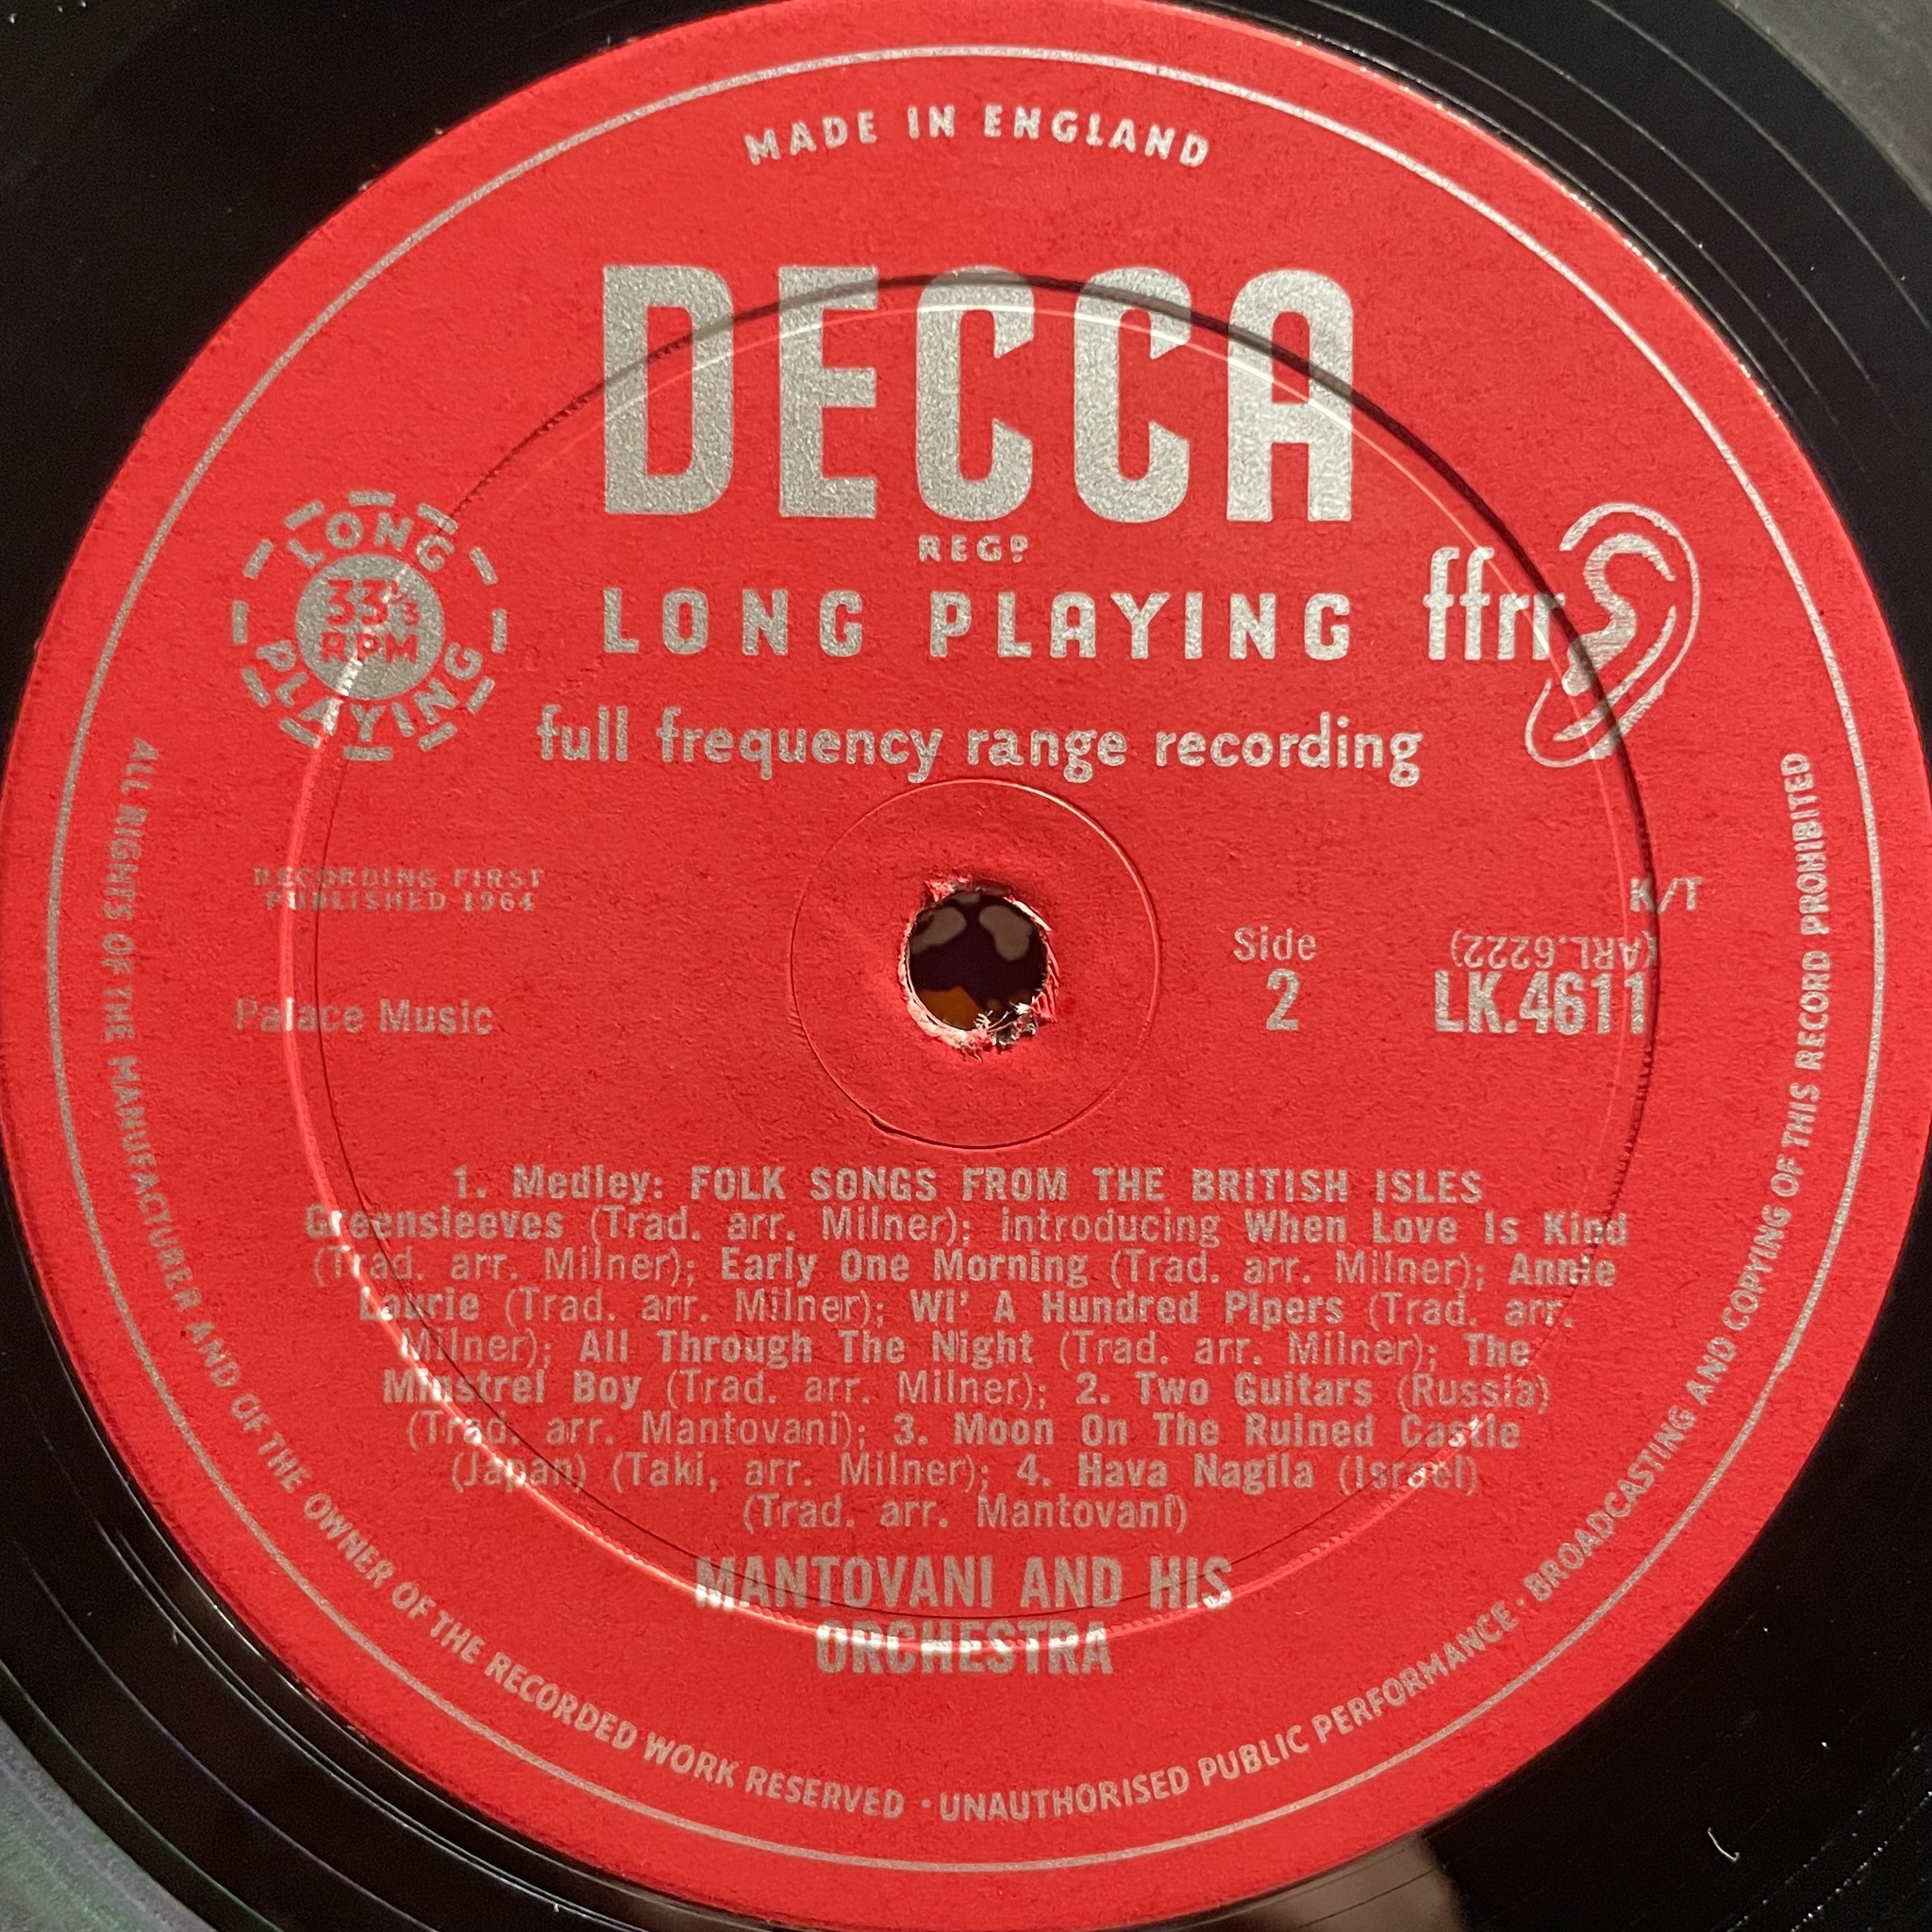 MADE IN ENGLAND
DECCA
REGD
LONG PLAYING
33⅓
RPM
LONG PLAYING
ffrr
full frequency range recording
RECORDING FIRST
PUBLISHED 1964
K/T
Side
2
(ARL.6222)
LK.4611
Palace Music
1. Medley: FOLK SONGS FROM THE BRITISH ISLES
Greensleeves (Trad. arr. Milner); introducing When Love Is Kind
(Trad. arr. Milner); Early One Morning (Trad. arr. Milner); Annie
Laurie (Trad. arr. Milner); Wi' A Hundred Pipers (Trad. arr.
Milner); All Through The Night (Trad. arr. Milner); The
Minstrel Boy (Trad. arr. Milner); 2. Two Guitars (Russia)
(Trad. arr. Mantovani); 3. Moon On The Ruined Castle
(Japan) (Taki, arr. Milner); 4. Hava Nagila (Israel)
(Trad. arr. Mantovani)
MANTOVANI AND HIS
ORCHESTRA
ALL RIGHTS OF THE MANUFACTURER AND OF THE OWNER OF THE RECORDED WORK RESERVED · UNAUTHORISED PUBLIC PERFORMANCE · BROADCASTING AND COPYING OF THIS RECORD PROHIBITED